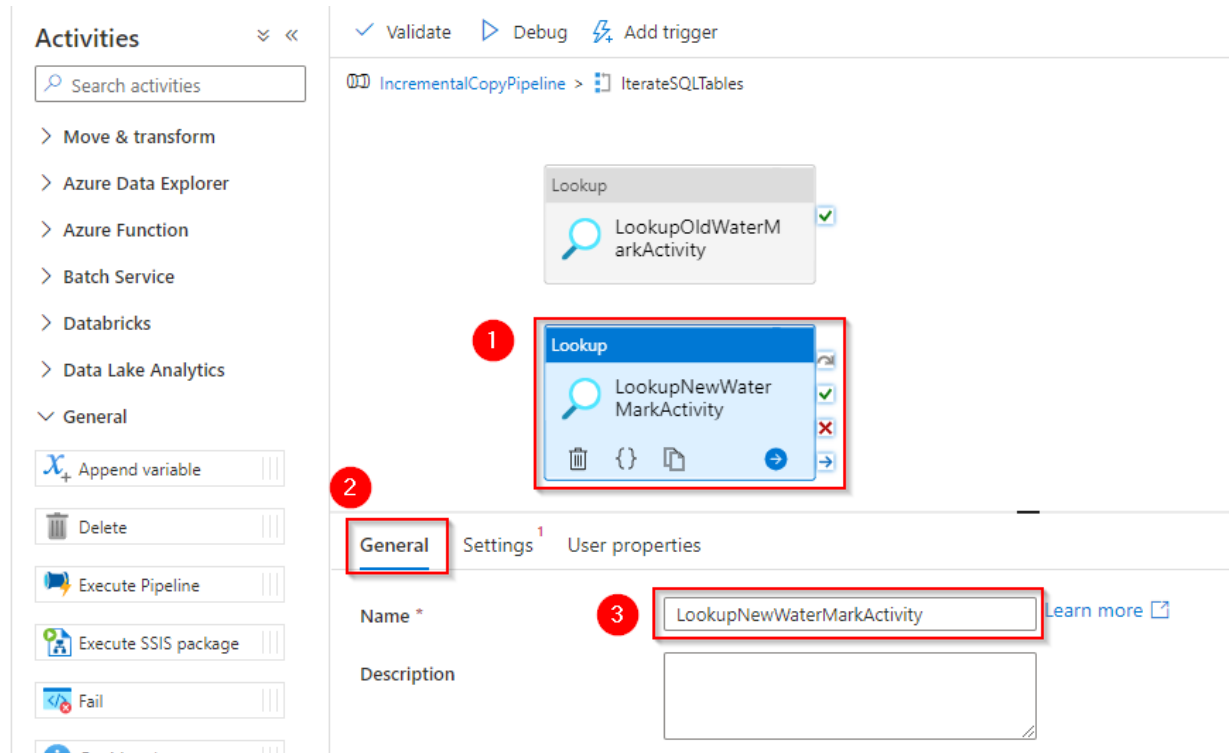 Activities
Search activities
Move & transform
Azure Data Explorer
Azure Function
Batch Service
Databricks
Data Lake Analytics
General
Append variable
Delete
Execute Pipeline
Execute SSIS package
Fail
Validate Debug Add trigger
IncrementalCopyPipeline > IterateSQLTables
Lookup
LookupOldWaterM
arkActivity
1
Lookup
LookupNewWater
MarkActivity
2
General Settings 1 User properties
Name * 3 LookupNewWaterMarkActivity Learn more
Description